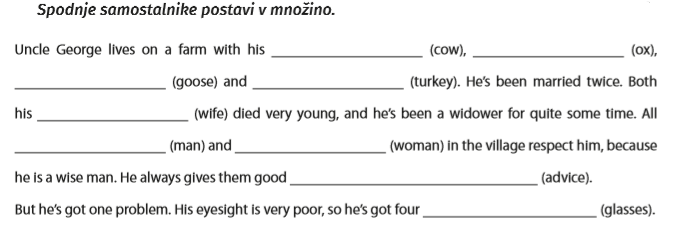 Spodnje samostalnike postavi v množino.
Uncle George lives on a farm with his ____________________ (cow), ____________________ (ox),
____________________ (goose) and ____________________ (turkey). He's been married twice. Both
his ____________________ (wife) died very young, and he's been a widower for quite some time. All
____________________ (man) and ____________________ (woman) in the village respect him, because
he is a wise man. He always gives them good ________________________________ (advice).
But he's got one problem. His eyesight is very poor, so he's got four ______________________ (glasses).